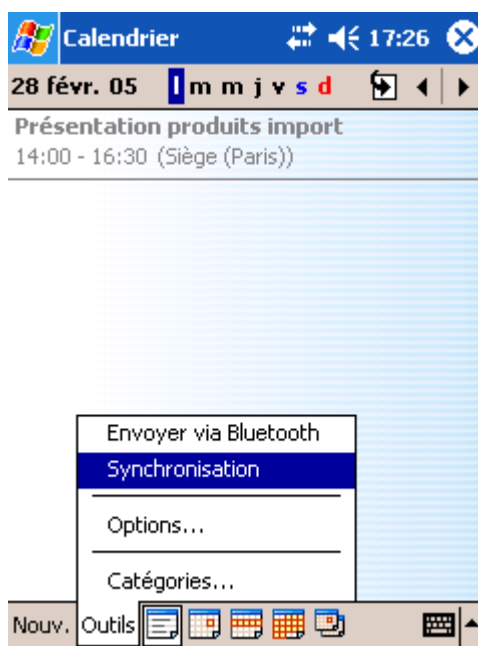 Calendrier 17:26
28 févr. 05 l m m j v s d
Présentation produits import
14:00 - 16:30 (Siège (Paris))
Envoyer via Bluetooth
Synchronisation
Options...
Catégories...
Nouv. Outils